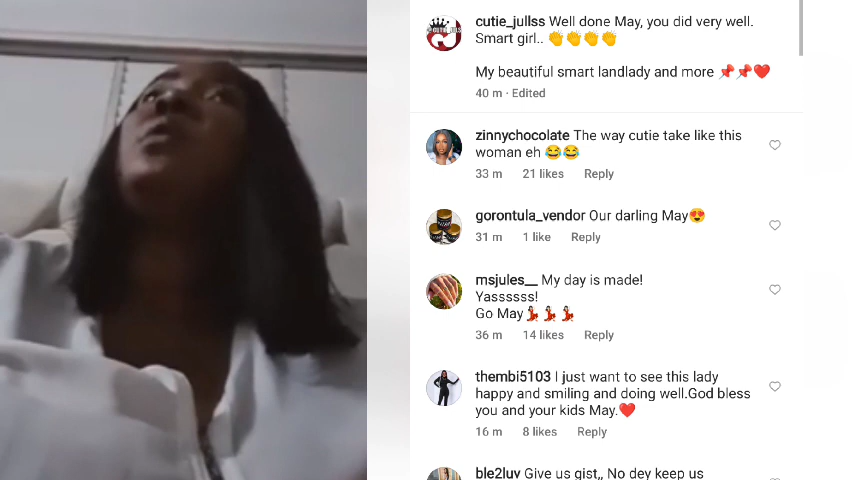 cutie_jullss Well done May, you did very well.
Smart girl.. 👏👏👏👏
My beautiful smart landlady and more 📌📌❤️
40 m · Edited
zinnychocolate The way cutie take like this
woman eh 😂😂
33 m 21 likes Reply
gorontula_vendor Our darling May😍
31 m 1 like Reply
msjules__ My day is made!
Yassssss!
Go May💃💃💃
36 m 14 likes Reply
thembi5103 I just want to see this lady
happy and smiling and doing well.God bless
you and your kids May.❤️
16 m 8 likes Reply
ble2luv Give us gist,, No dey keep us